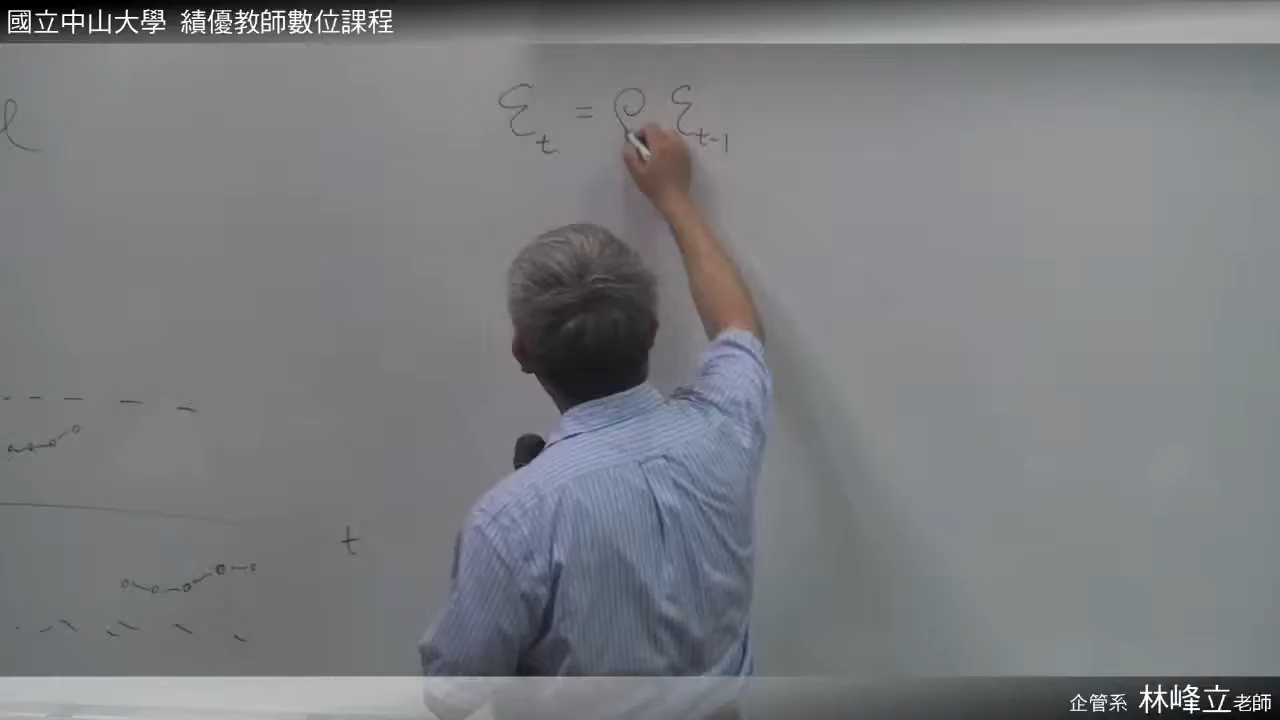 國立中山大學 績優教師數位課程
l
ε_t = ρ ε_{t-1}
t
企管系 林峰立老師